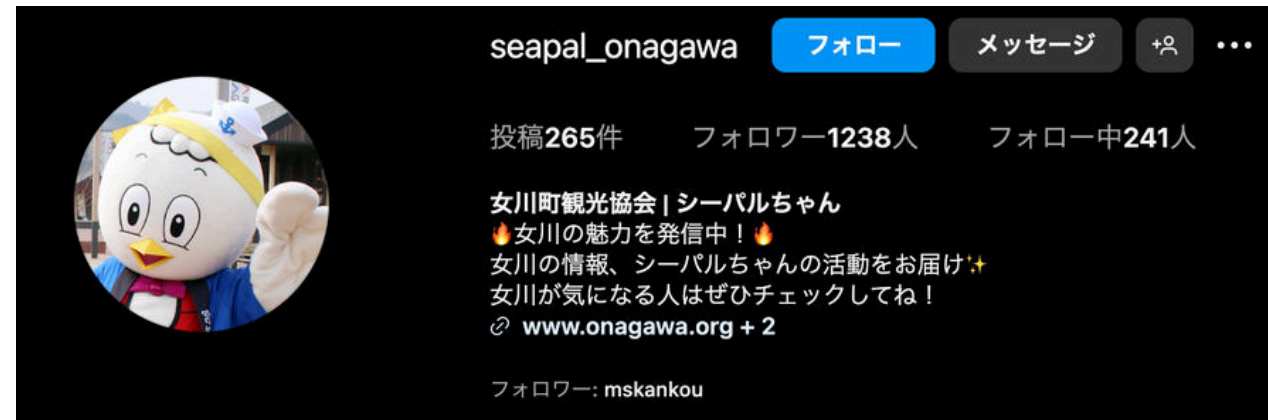 seapal_onagawa フォロー メッセージ
投稿265件 フォロワー1238人 フォロー中241人
女川町観光協会 | シーパルちゃん
🔥女川の魅力を発信中！🔥
女川の情報、シーパルちゃんの活動をお届け✨
女川が気になる人はぜひチェックしてね！
www.onagawa.org + 2
フォロワー: mskankou